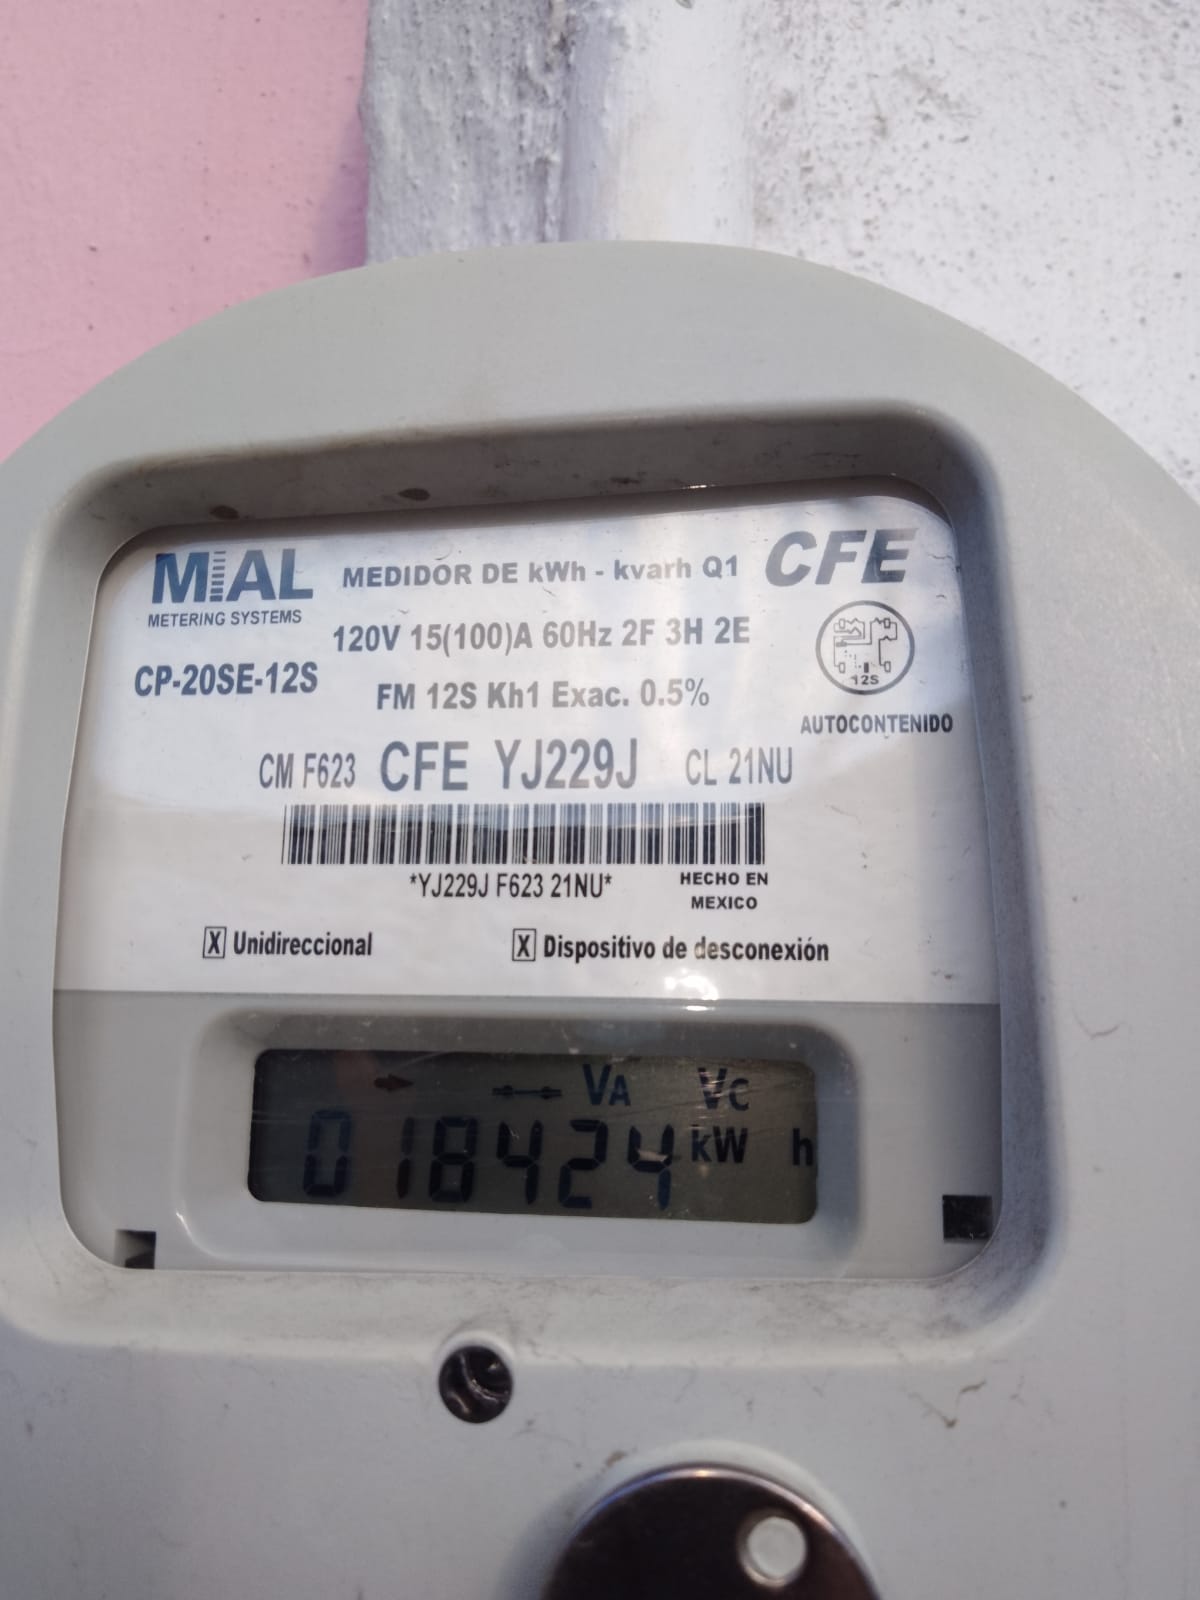 MIAL
METERING SYSTEMS
MEDIDOR DE kWh - kvarh Q1
CFE
120V 15(100)A 60Hz 2F 3H 2E
CP-20SE-12S
FM 12S Kh1 Exac. 0.5%
12S
AUTOCONTENIDO
CM F623 CFE YJ229J CL 21NU
*YJ229J F623 21NU*
HECHO EN
MEXICO
X Unidireccional
X Dispositivo de desconexión
VA VC
018424 kW h